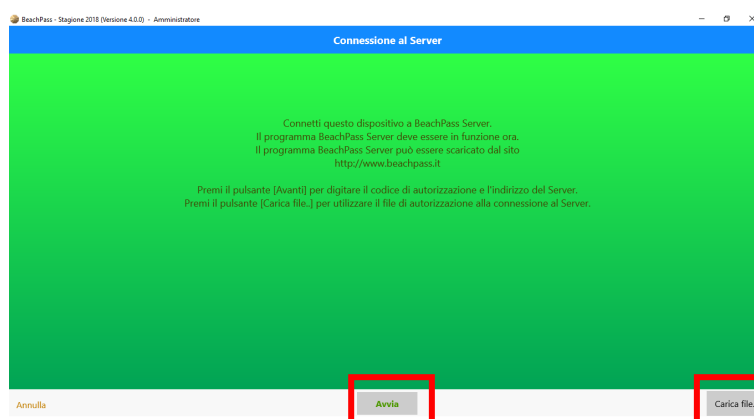 BeachPass - Stagione 2018 (Versione 4.0.0) - Amministratore
Connessione al Server
Connetti questo dispositivo a BeachPass Server.
Il programma BeachPass Server deve essere in funzione ora.
Il programma BeachPass Server può essere scaricato dal sito
http://www.beachpass.it
Premi il pulsante [Avanti] per digitare il codice di autorizzazione e l'indirizzo del Server.
Premi il pulsante [Carica file..] per utilizzare il file di autorizzazione alla connessione al Server.
Annulla
Avvia
Carica file.